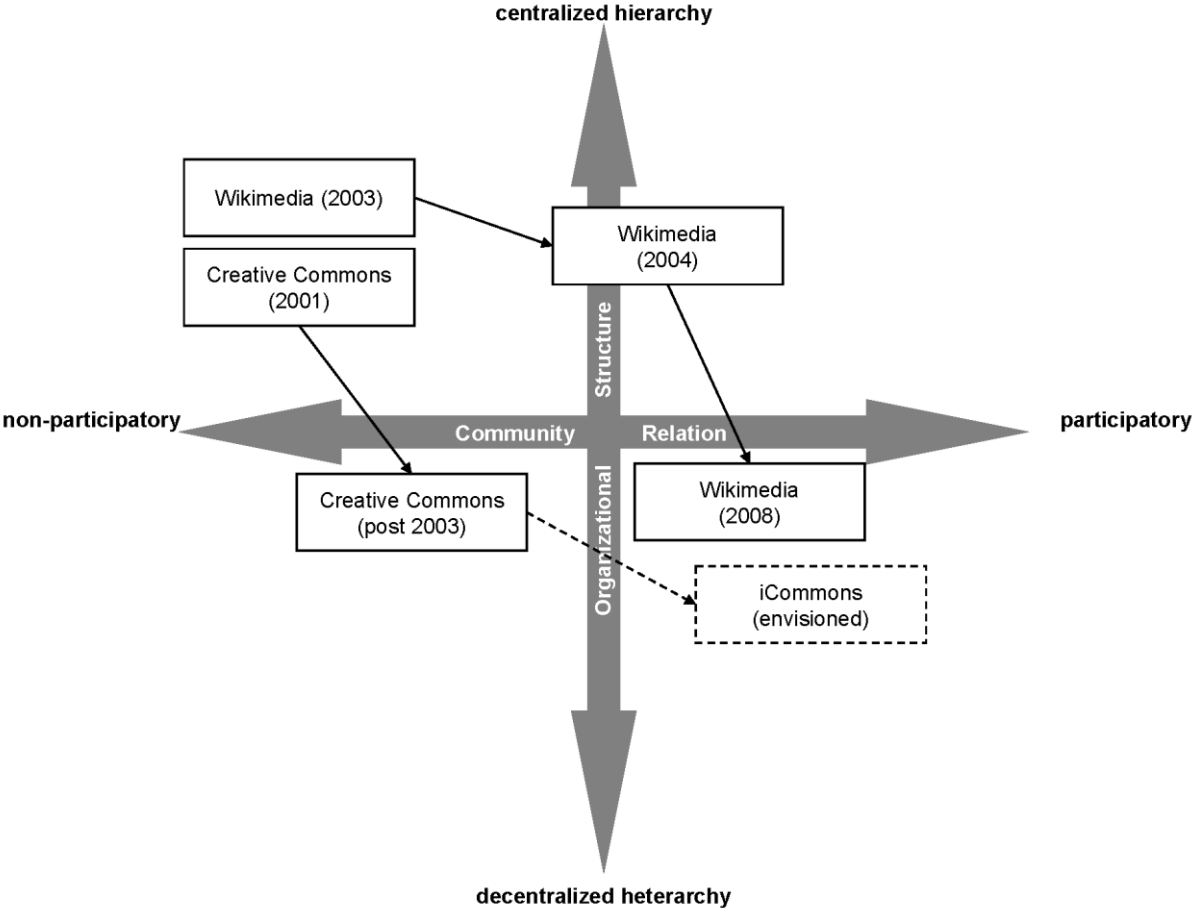 centralized hierarchy
Wikimedia (2003)
Wikimedia
(2004)
Creative Commons
(2001)
Structure
non-participatory
participatory
Community Relation
Organizational
Creative Commons
(post 2003)
Wikimedia
(2008)
iCommons
(envisioned)
decentralized heterarchy